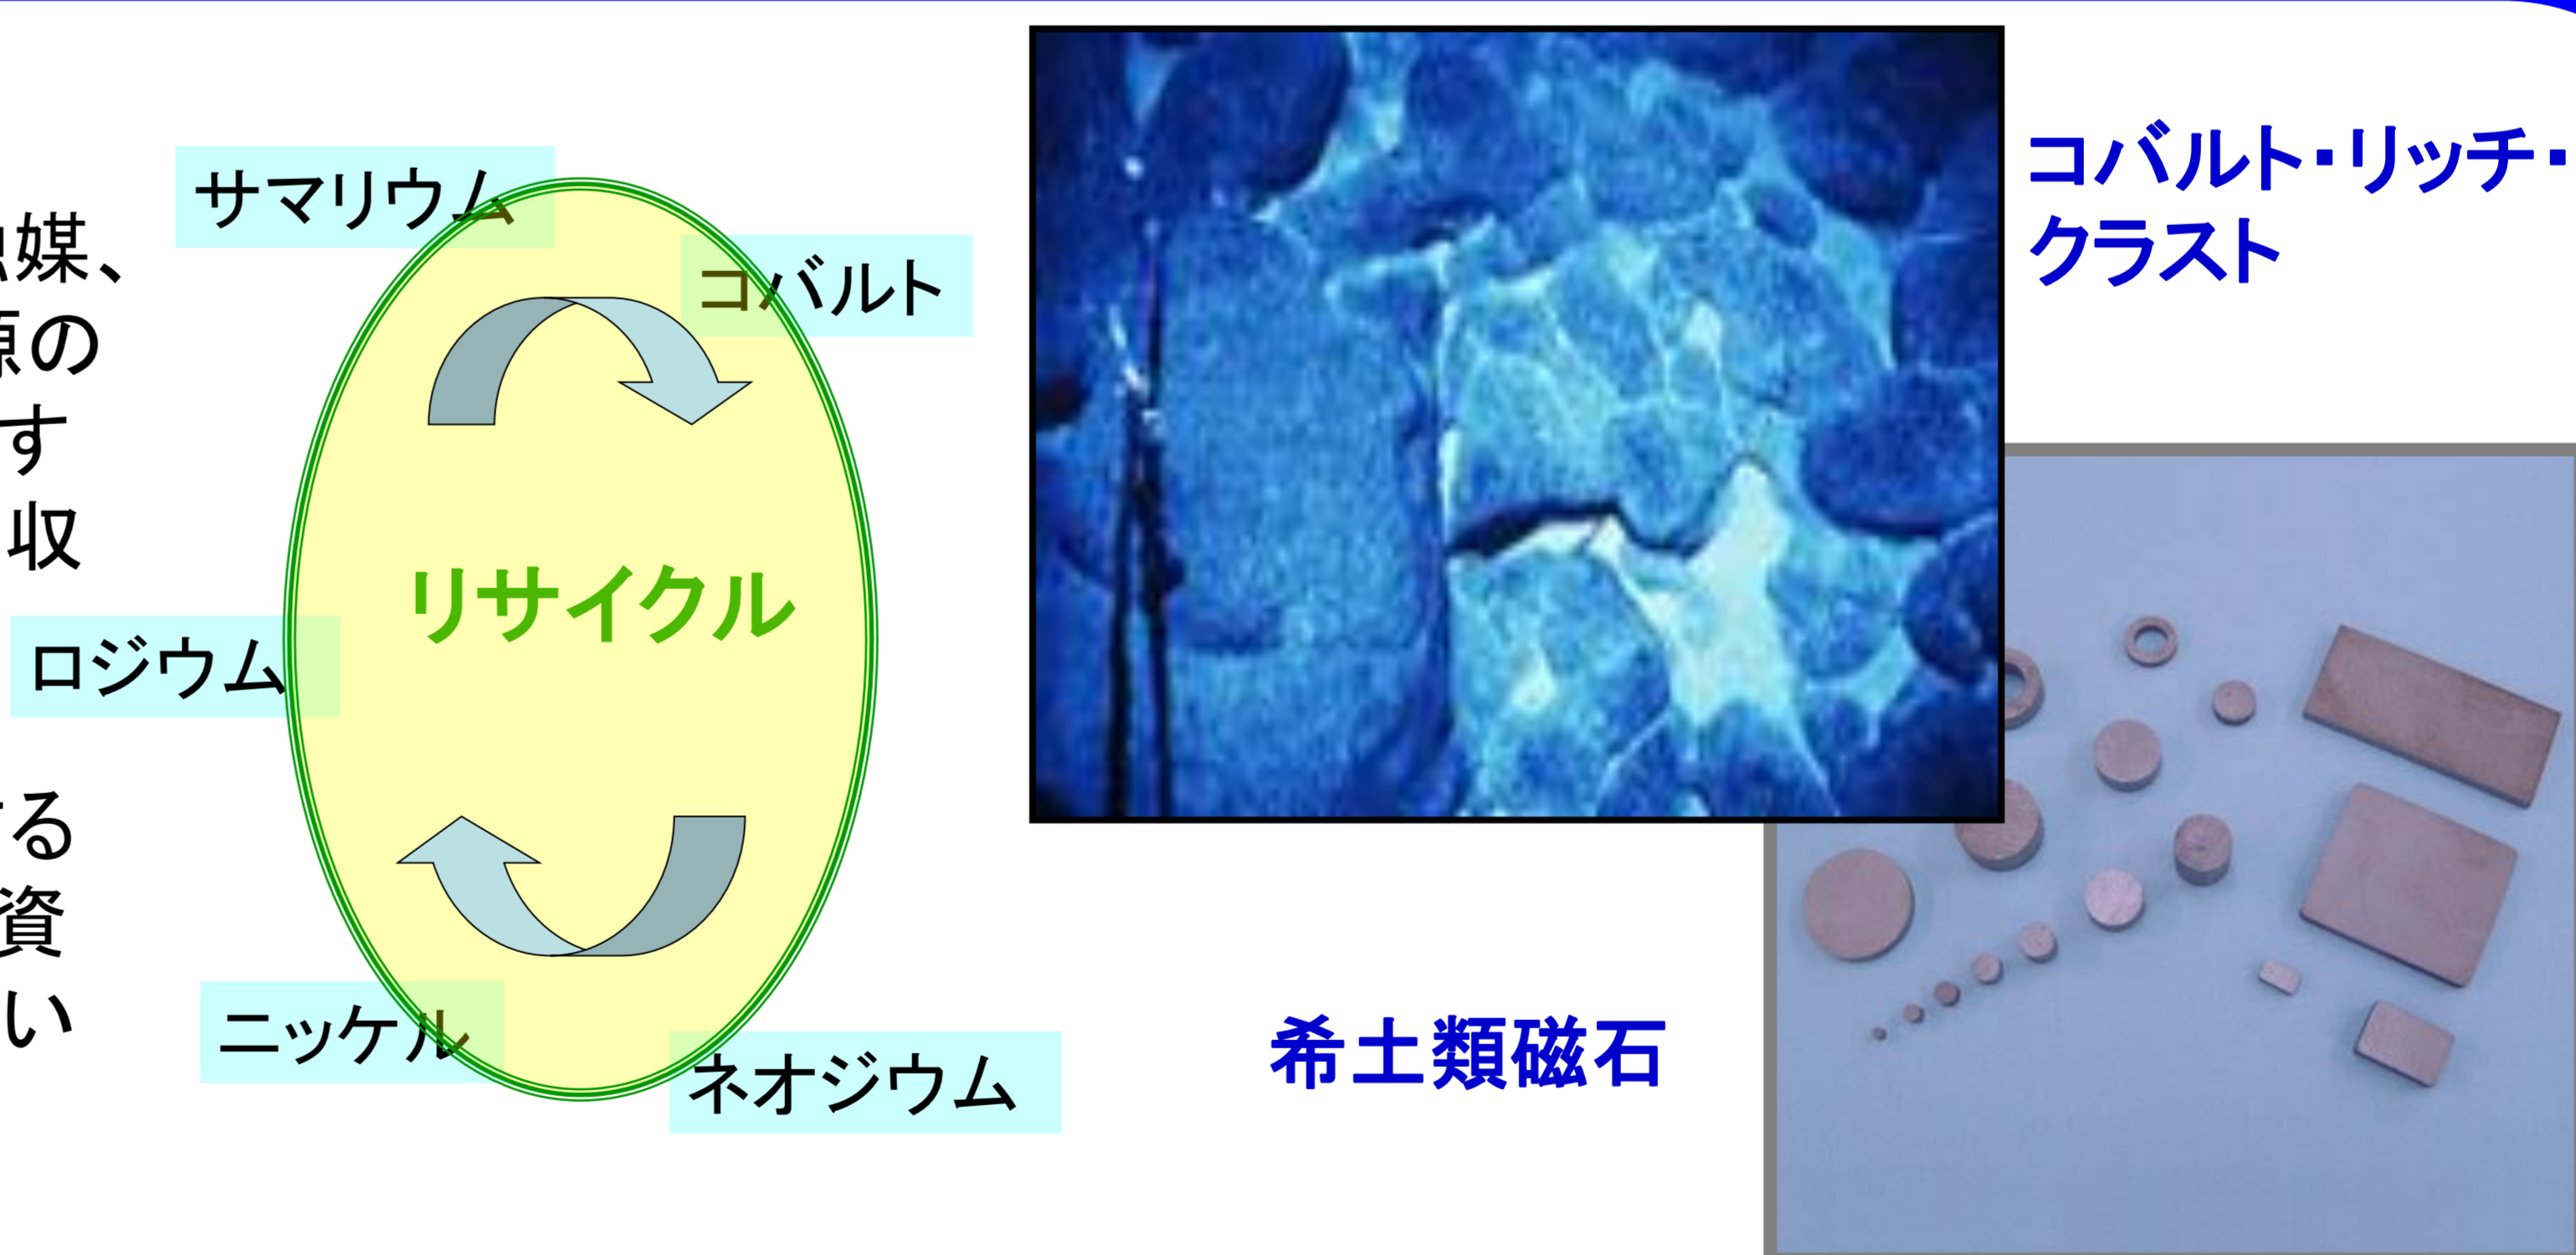 媒、
源の
す
収
する
資
い
サマリウム
コバルト
リサイクル
ロジウム
ニッケル
ネオジウム
コバルト・リッチ・
クラスト
希土類磁石